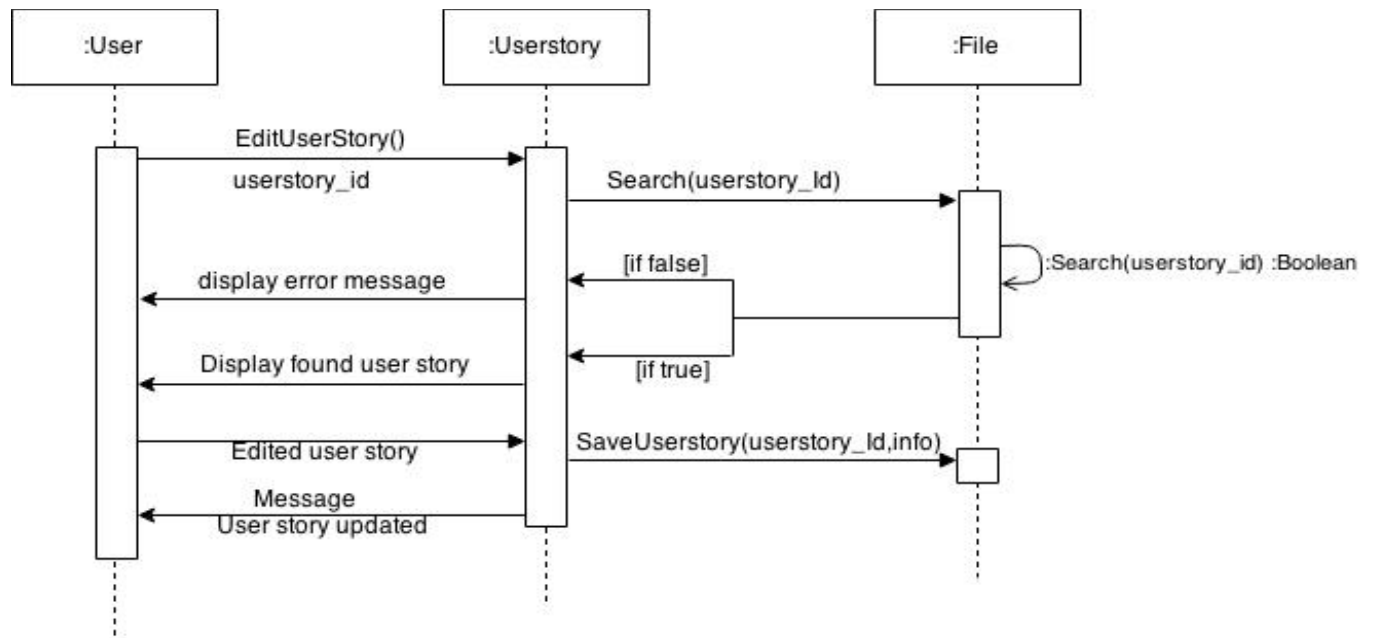 :User
:Userstory
:File
EditUserStory()
userstory_id
Search(userstory_Id)
:Search(userstory_id) :Boolean
[if false]
display error message
Display found user story
[if true]
Edited user story
SaveUserstory(userstory_Id,info)
Message
User story updated